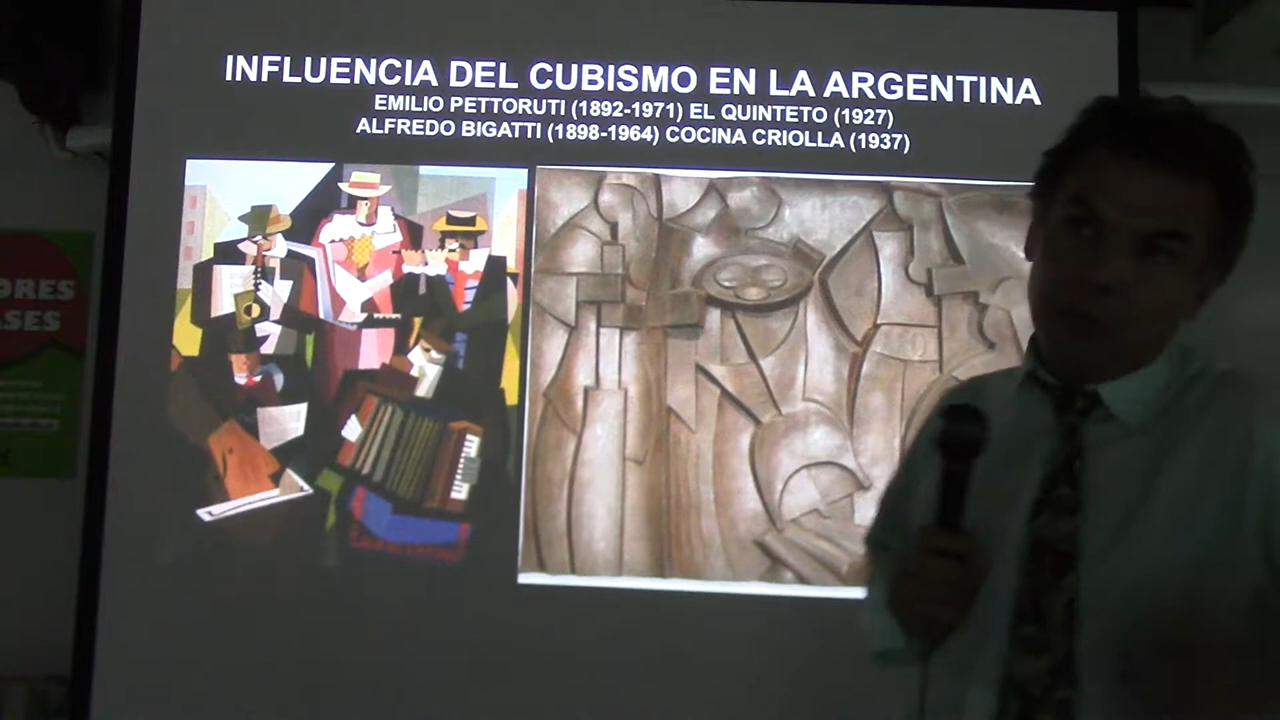 INFLUENCIA DEL CUBISMO EN LA ARGENTINA
EMILIO PETTORUTI (1892-1971) EL QUINTETO (1927)
ALFREDO BIGATTI (1898-1964) COCINA CRIOLLA (1937)
ORES
ASES